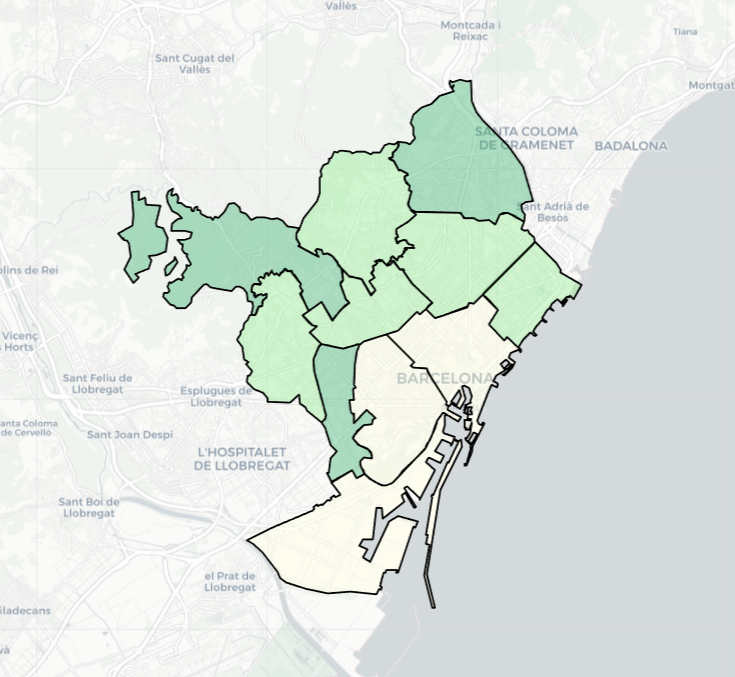 Vallès
Montcada i
Reixac
Tiana
Sant Cugat del
Vallès
Montgat
SANTA COLOMA
DE GRAMENET
BADALONA
Sant Adrià de
Besòs
olins de Rei
Vicenç
s Horts
BARCELONA
Sant Feliu de
Llobregat
Esplugues de
Llobregat
anta Coloma
de Cervelló
Sant Joan Despí
L'HOSPITALET
DE LLOBREGAT
Sant Boi de
Llobregat
el Prat de
Llobregat
iladecans
và